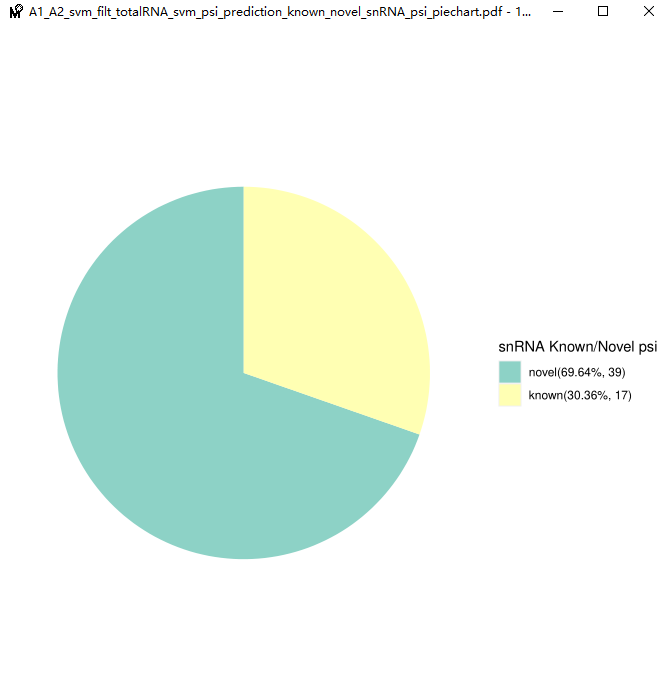 A1_A2_svm_filt_totalRNA_svm_psi_prediction_known_novel_snRNA_psi_piechart.pdf - 1...
snRNA Known/Novel psi
novel(69.64%, 39)
known(30.36%, 17)